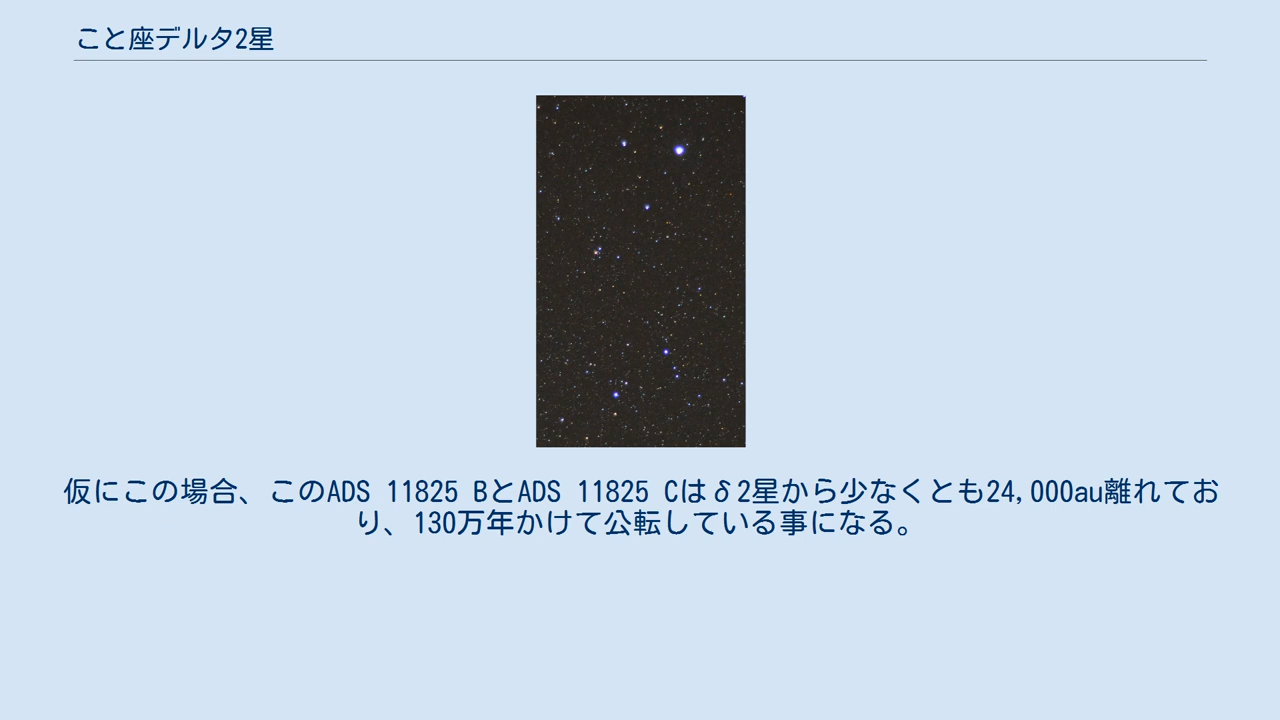 こと座デルタ2星
仮にこの場合、このADS 11825 BとADS 11825 Cはδ2星から少なくとも24,000au離れてお
り、130万年かけて公転している事になる。